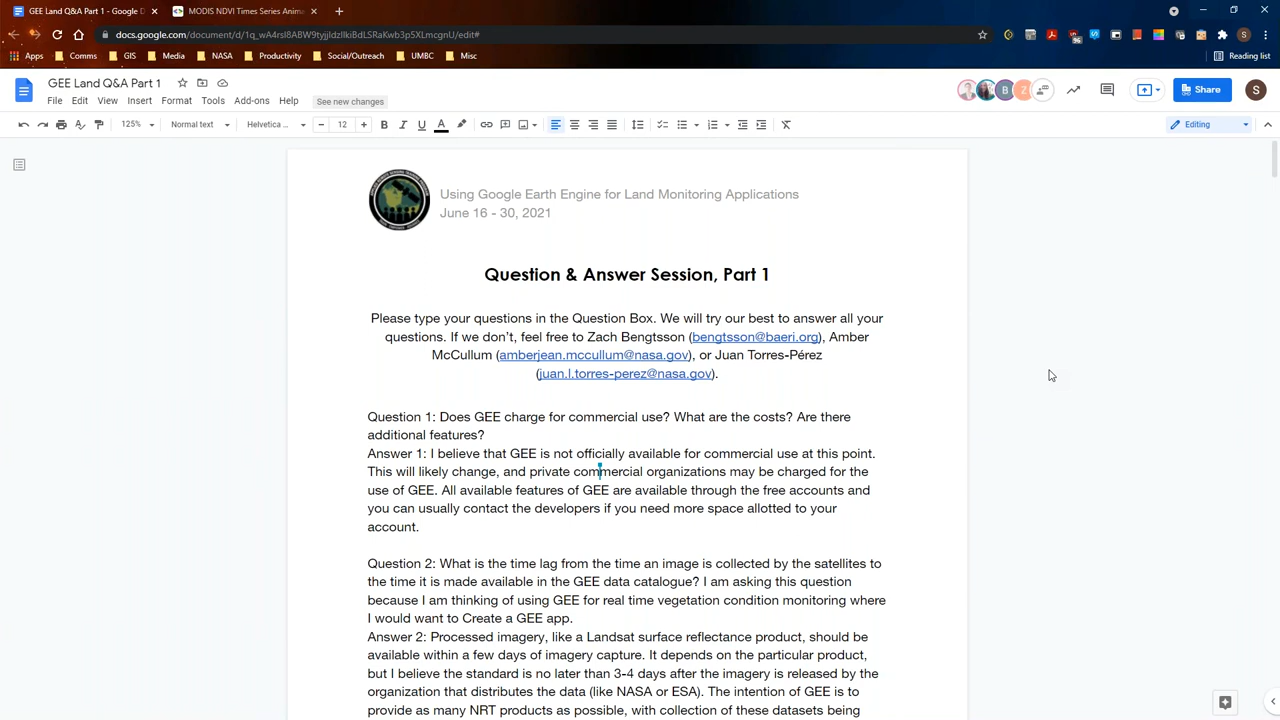 GEE Land Q&A Part 1 - Google D
MODIS NDVI Times Series Anima
docs.google.com/document/d/1q_wA4rsI8ABW9tyjjIdzIlkiBdLSRaKwb3p5XLmcgnU/edit#
Apps Comms GIS Media NASA Productivity Social/Outreach UMBC Misc Reading list
GEE Land Q&A Part 1
File Edit View Insert Format Tools Add-ons Help See new changes
Share
S
125% Normal text Helvetica ... 12 B I U A Editing
Using Google Earth Engine for Land Monitoring Applications
June 16 - 30, 2021
Question & Answer Session, Part 1
Please type your questions in the Question Box. We will try our best to answer all your
questions. If we don't, feel free to Zach Bengtsson (bengtsson@baeri.org), Amber
McCullum (amberjean.mccullum@nasa.gov), or Juan Torres-Pérez
(juan.l.torres-perez@nasa.gov).
Question 1: Does GEE charge for commercial use? What are the costs? Are there
additional features?
Answer 1: I believe that GEE is not officially available for commercial use at this point.
This will likely change, and private commercial organizations may be charged for the
use of GEE. All available features of GEE are available through the free accounts and
you can usually contact the developers if you need more space allotted to your
account.
Question 2: What is the time lag from the time an image is collected by the satellites to
the time it is made available in the GEE data catalogue? I am asking this question
because I am thinking of using GEE for real time vegetation condition monitoring where
I would want to Create a GEE app.
Answer 2: Processed imagery, like a Landsat surface reflectance product, should be
available within a few days of imagery capture. It depends on the particular product,
but I believe the standard is no later than 3-4 days after the imagery is released by the
organization that distributes the data (like NASA or ESA). The intention of GEE is to
provide as many NRT products as possible, with collection of these datasets being